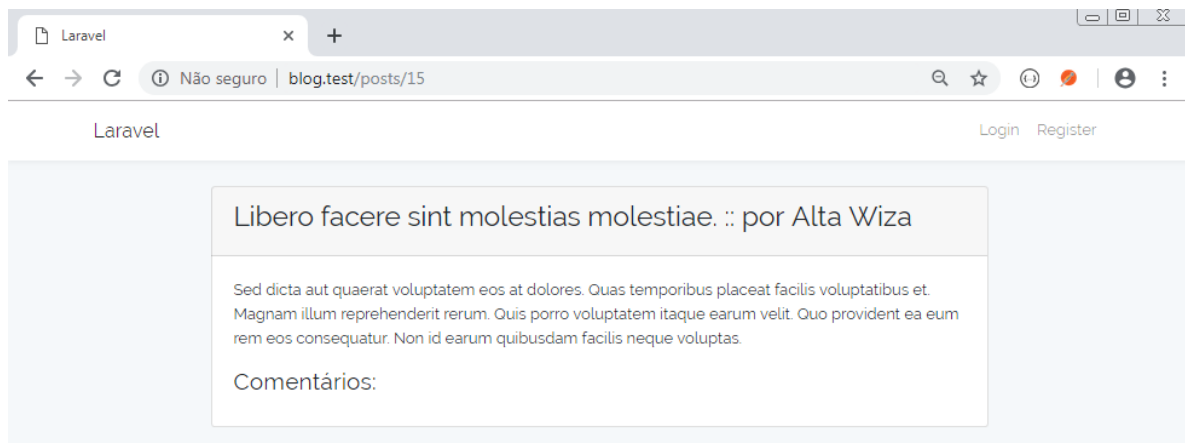 Laravel
Não seguro | blog.test/posts/15
Laravel
Login Register
Libero facere sint molestias molestiae. :: por Alta Wiza
Sed dicta aut quaerat voluptatem eos at dolores. Quas temporibus placeat facilis voluptatibus et.
Magnam illum reprehenderit rerum. Quis porro voluptatem itaque earum velit. Quo provident ea eum
rem eos consequatur. Non id earum quibusdam facilis neque voluptas.
Comentários: